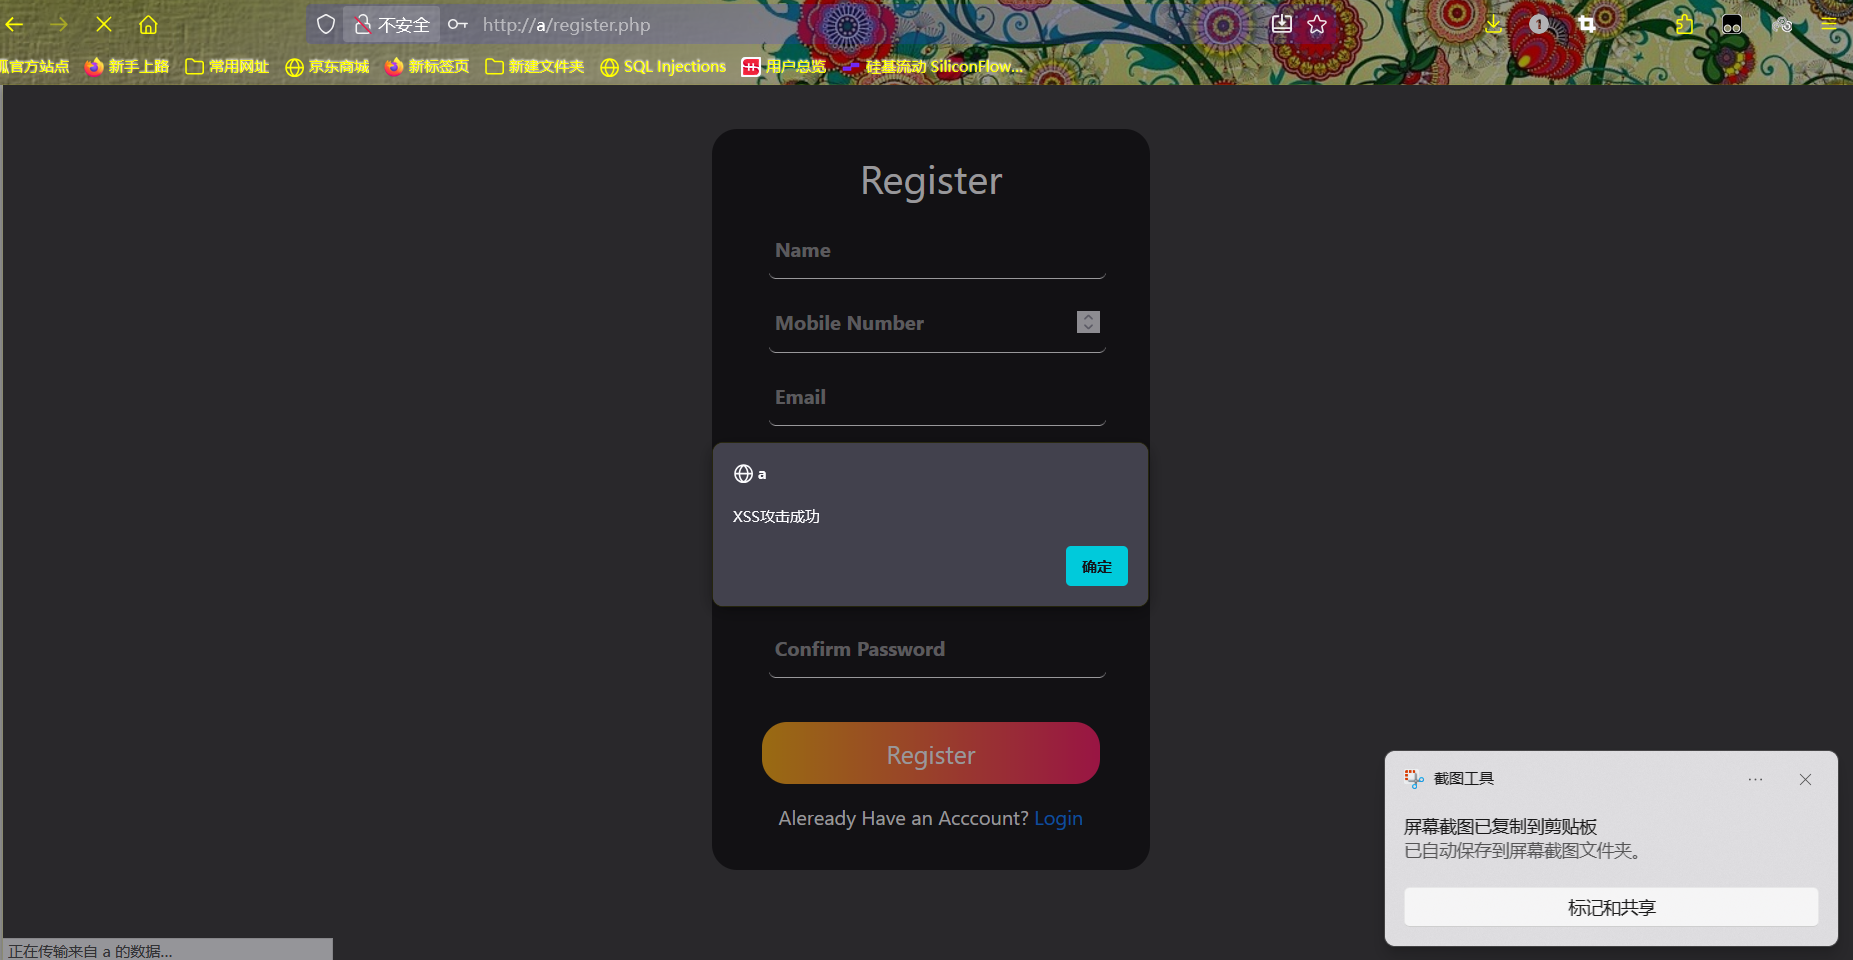 不安全
http://a/register.php
狐官方站点 新手上路 常用网址 京东商城 新标签页 新建文件夹 SQL Injections 用户总览 硅基流动 SiliconFlow...
Register
Name
Mobile Number
Email
a
XSS攻击成功
确定
Confirm Password
Register
Aleready Have an Acccount? Login
截图工具
屏幕截图已复制到剪贴板
已自动保存到屏幕截图文件夹。
标记和共享
正在传输来自 a 的数据...